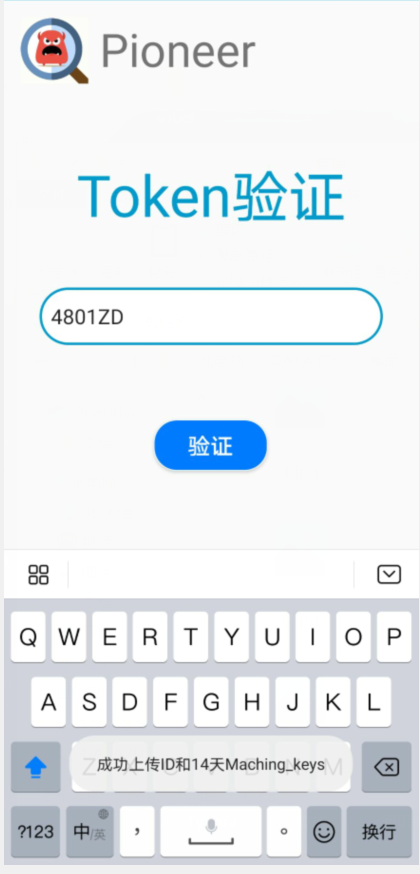 Pioneer
Token验证
4801ZD
验证
Q W E R T Y U I O P
A S D F G H J K L
成功上传ID和14天Maching_keys
?123 中/英 ， 。 换行